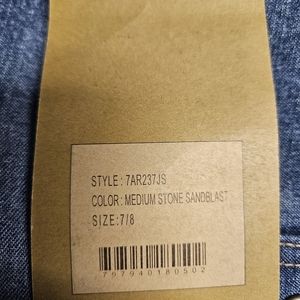 STYLE : 7AR237JS
COLOR : MEDIUM STONE SANDBLAST
SIZE : 7/8
797940180502